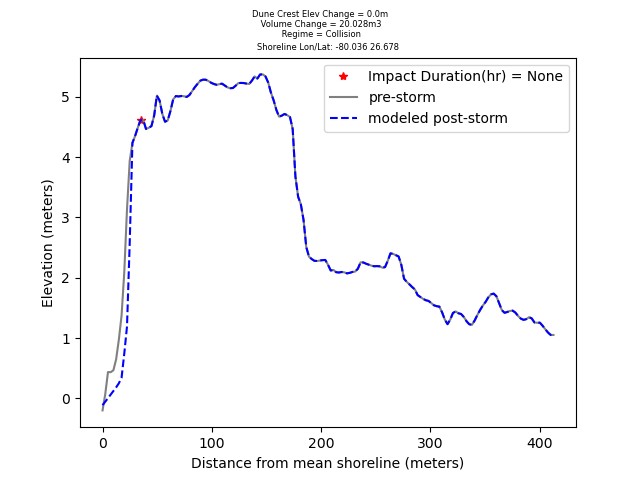 Dune Crest Elev Change = 0.0m
Volume Change = 20.028m3
Regime = Collision
Shoreline Lon/Lat: -80.036 26.678
Impact Duration(hr) = None
pre-storm
modeled post-storm
5
4
3
2
1
0
Elevation (meters)
0 100 200 300 400
Distance from mean shoreline (meters)